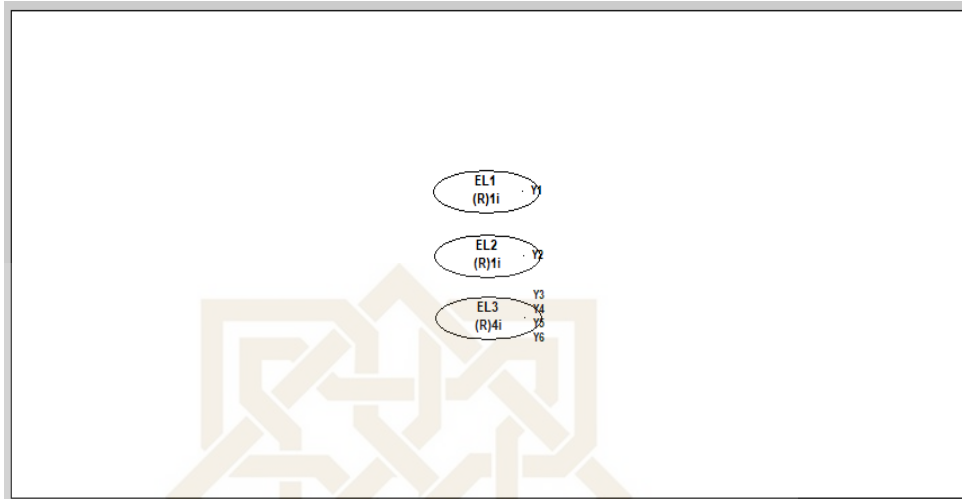 EL1
(R)1i
Y1
EL2
(R)1i
Y2
EL3
(R)4i
Y3
Y4
Y5
Y6